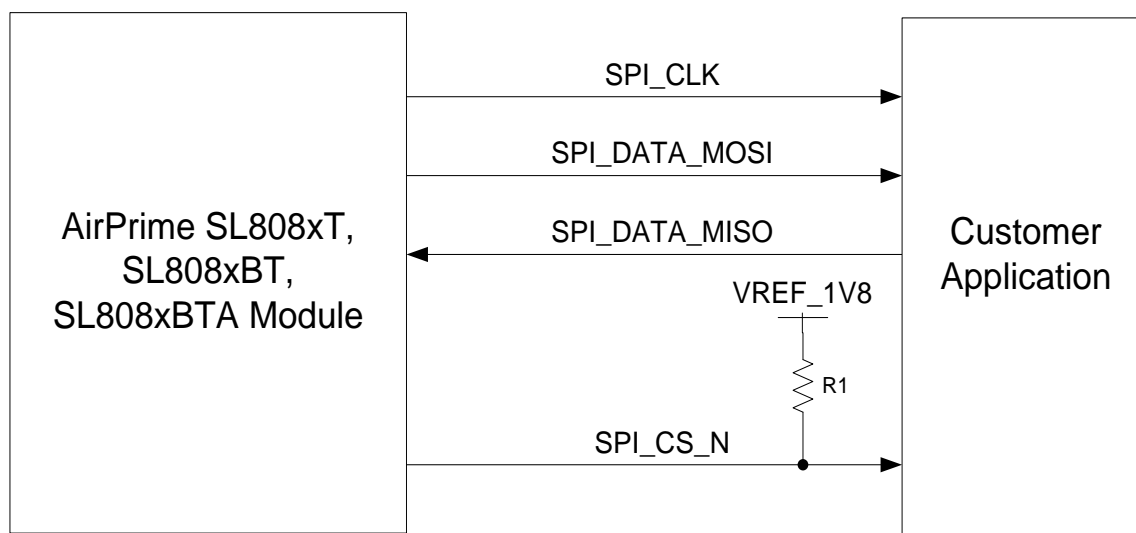 SPI_CLK
SPI_DATA_MOSI
AirPrime SL808xT,
SL808xBT,
SL808xBTA Module
SPI_DATA_MISO
Customer
Application
VREF_1V8
R1
SPI_CS_N